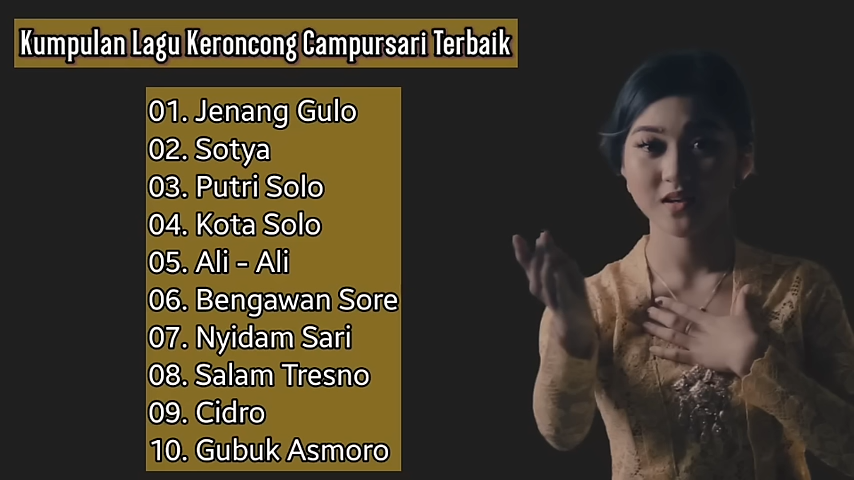 Kumpulan Lagu Keroncong Campursari Terbaik
01. Jenang Gulo
02. Sotya
03. Putri Solo
04. Kota Solo
05. Ali - Ali
06. Bengawan Sore
07. Nyidam Sari
08. Salam Tresno
09. Cidro
10. Gubuk Asmoro